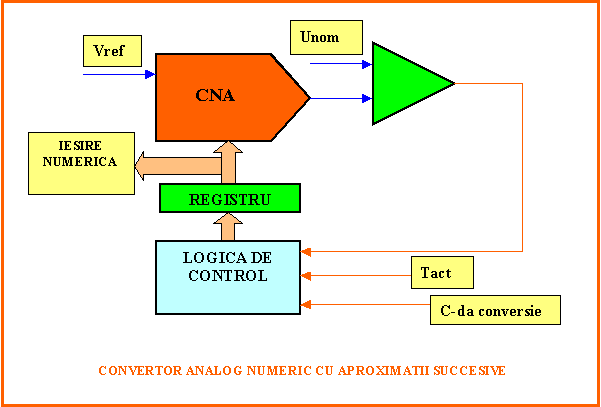 Vref
Unom
CNA
IESIRE
NUMERICA
REGISTRU
LOGICA DE
CONTROL
Tact
C-da conversie
CONVERTOR ANALOG NUMERIC CU APROXIMATII SUCCESIVE